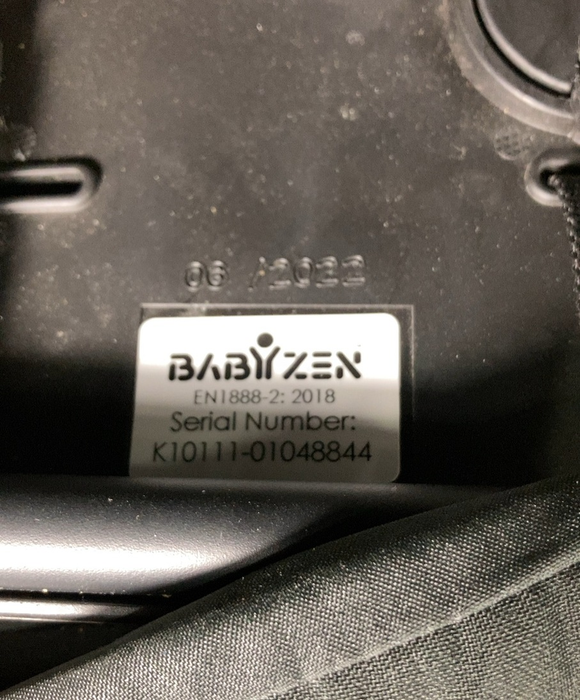 06 /2022
BABYZEN
EN1888-2: 2018
Serial Number:
K10111-01048844